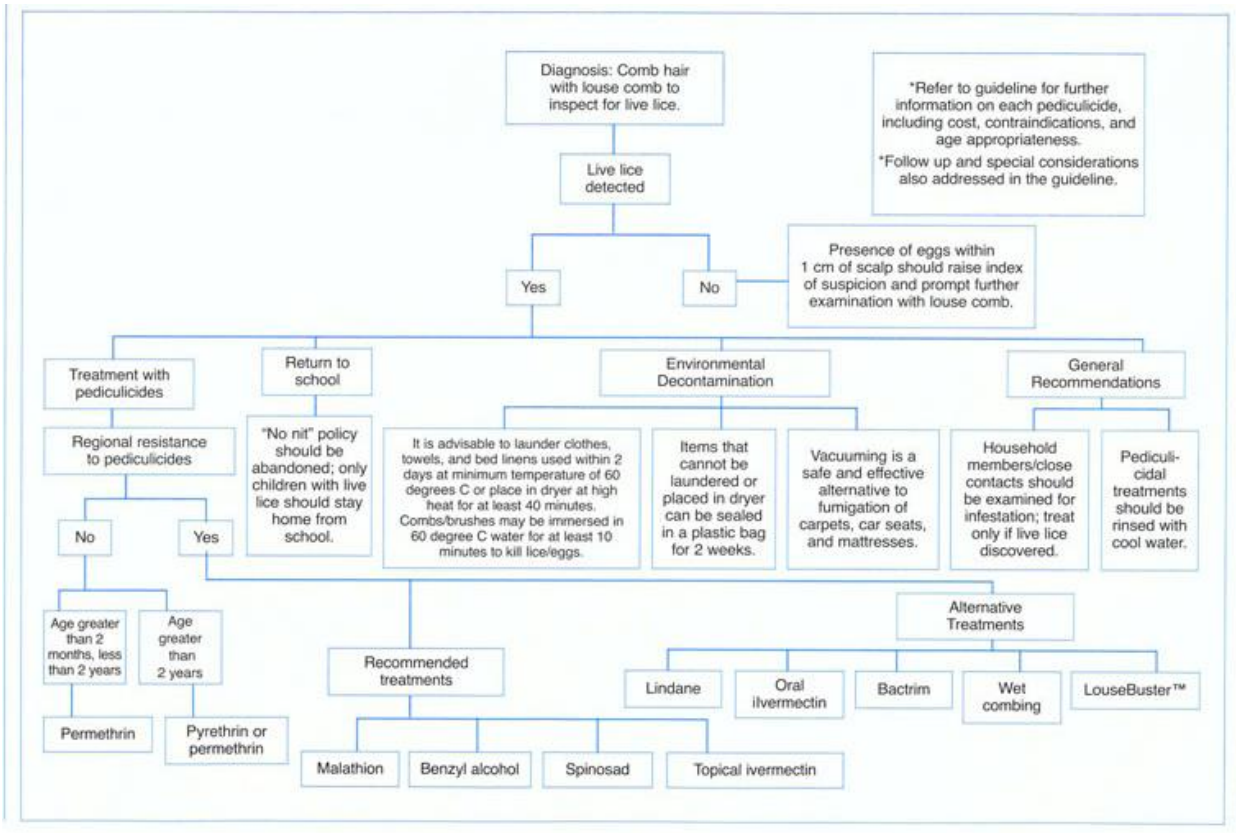 Diagnosis: Comb hair
with louse comb to
inspect for live lice.
*Refer to guideline for further
information on each pediculicide,
including cost, contraindications, and
age appropriateness.
*Follow up and special considerations
also addressed in the guideline.
Live lice
detected
Yes
No
Presence of eggs within
1 cm of scalp should raise index
of suspicion and prompt further
examination with louse comb.
Treatment with
pediculicides
Return to
school
Environmental
Decontamination
General
Recommendations
Regional resistance
to pediculicides
"No nit" policy
should be
abandoned; only
children with live
lice should stay
home from
school.
It is advisable to launder clothes,
towels, and bed linens used within 2
days at minimum temperature of 60
degrees C or place in dryer at high
heat for at least 40 minutes.
Combs/brushes may be immersed in
60 degree C water for at least 10
minutes to kill lice/eggs.
Items that
cannot be
laundered or
placed in dryer
can be sealed
in a plastic bag
for 2 weeks.
Vacuuming is a
safe and effective
alternative to
fumigation of
carpets, car seats,
and mattresses.
Household
members/close
contacts should
be examined for
infestation; treat
only if live lice
discovered.
Pediculi-
cidal
treatments
should be
rinsed with
cool water.
No
Yes
Age greater
than 2
months, less
than 2 years
Age
greater
than
2 years
Permethrin
Pyrethrin or
permethrin
Recommended
treatments
Malathion
Benzyl alcohol
Spinosad
Topical ivermectin
Alternative
Treatments
Lindane
Oral
ilvermectin
Bactrim
Wet
combing
LouseBuster™